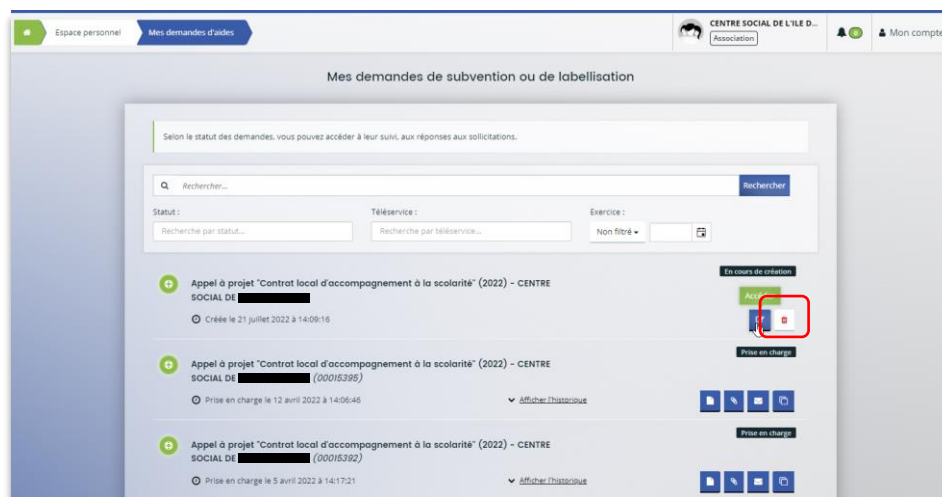 Espace personnel
Mes demandes d'aides
CENTRE SOCIAL DE L'ILE D...
Association
0
Mon compte
Mes demandes de subvention ou de labellisation
Selon le statut des demandes, vous pouvez accéder à leur suivi, aux réponses aux sollicitations.
Rechercher...
Rechercher
Statut :
Téléservice :
Exercice :
Recherche par statut...
Recherche par téléservice...
Non filtré
En cours de création
Appel à projet "Contrat local d'accompagnement à la scolarité" (2022) - CENTRE
SOCIAL DE
Créée le 21 juillet 2022 à 14:09:16
Prise en charge
Appel à projet "Contrat local d'accompagnement à la scolarité" (2022) - CENTRE
SOCIAL DE (00015395)
Prise en charge le 12 avril 2022 à 14:06:46
Afficher l'historique
Prise en charge
Appel à projet "Contrat local d'accompagnement à la scolarité" (2022) - CENTRE
SOCIAL DE (00015392)
Prise en charge le 5 avril 2022 à 14:17:21
Afficher l'historique